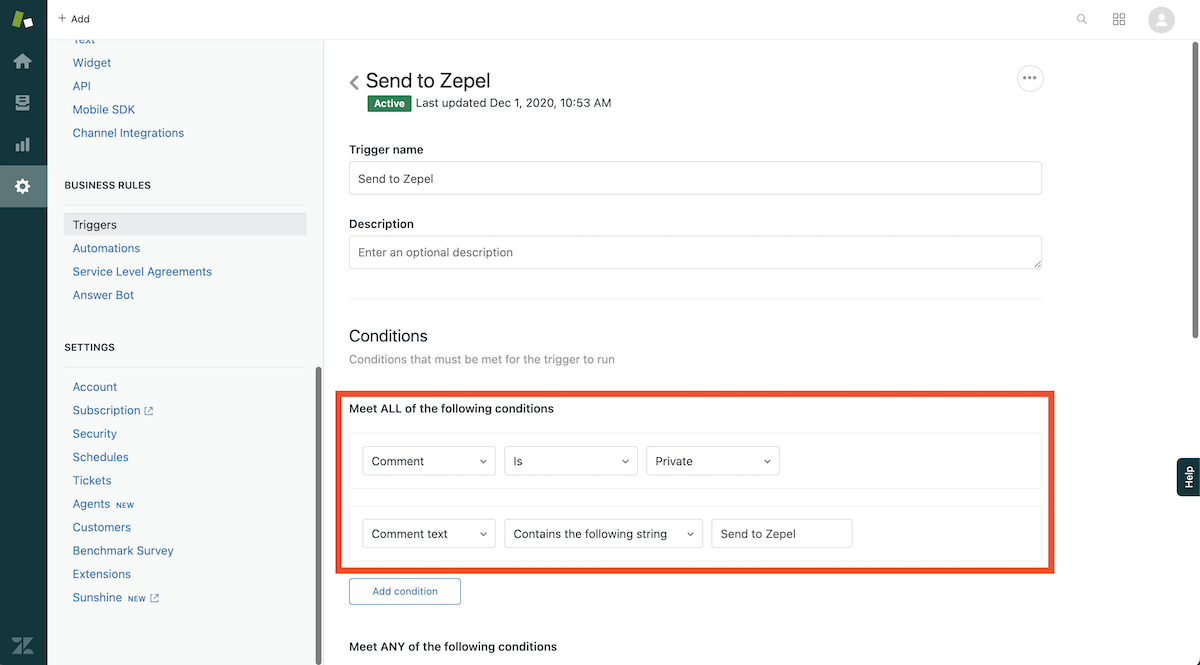 + Add
Text
Widget
API
Mobile SDK
Channel Integrations
BUSINESS RULES
Triggers
Automations
Service Level Agreements
Answer Bot
SETTINGS
Account
Subscription
Security
Schedules
Tickets
Agents NEW
Customers
Benchmark Survey
Extensions
Sunshine NEW
Send to Zepel
Active Last updated Dec 1, 2020, 10:53 AM
Trigger name
Send to Zepel
Description
Enter an optional description
Conditions
Conditions that must be met for the trigger to run
Meet ALL of the following conditions
Comment Is Private
Comment text Contains the following string Send to Zepel
Add condition
Meet ANY of the following conditions
Help